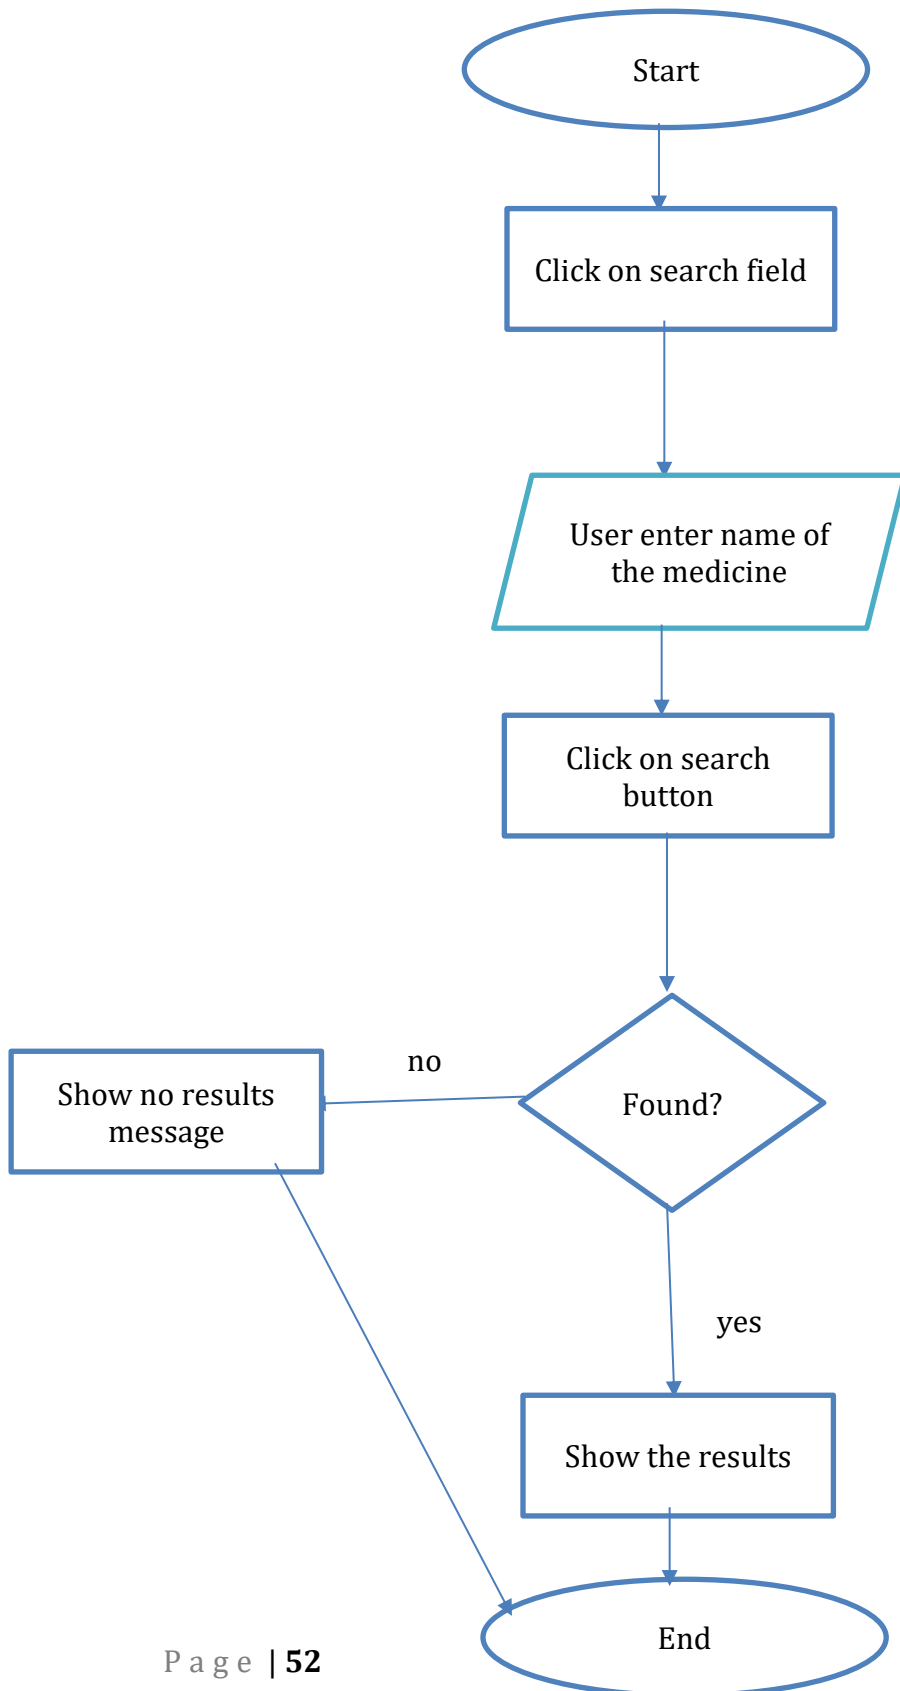 Start
Click on search field
User enter name of
the medicine
Click on search
button
no
Show no results
message
Found?
yes
Show the results
End
Page | 52